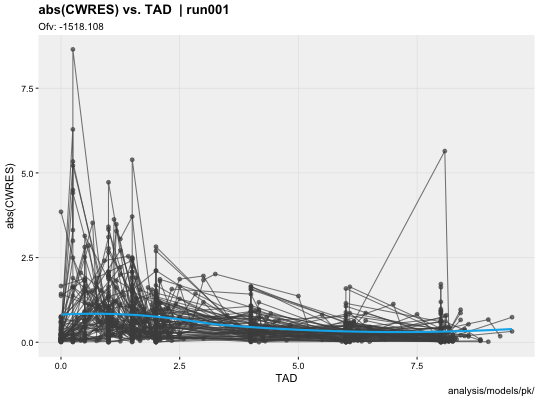 abs(CWRES) vs. TAD | run001
Ofv: -1518.108
7.5
5.0
2.5
0.0
abs(CWRES)
0.0 2.5 5.0 7.5
TAD
analysis/models/pk/